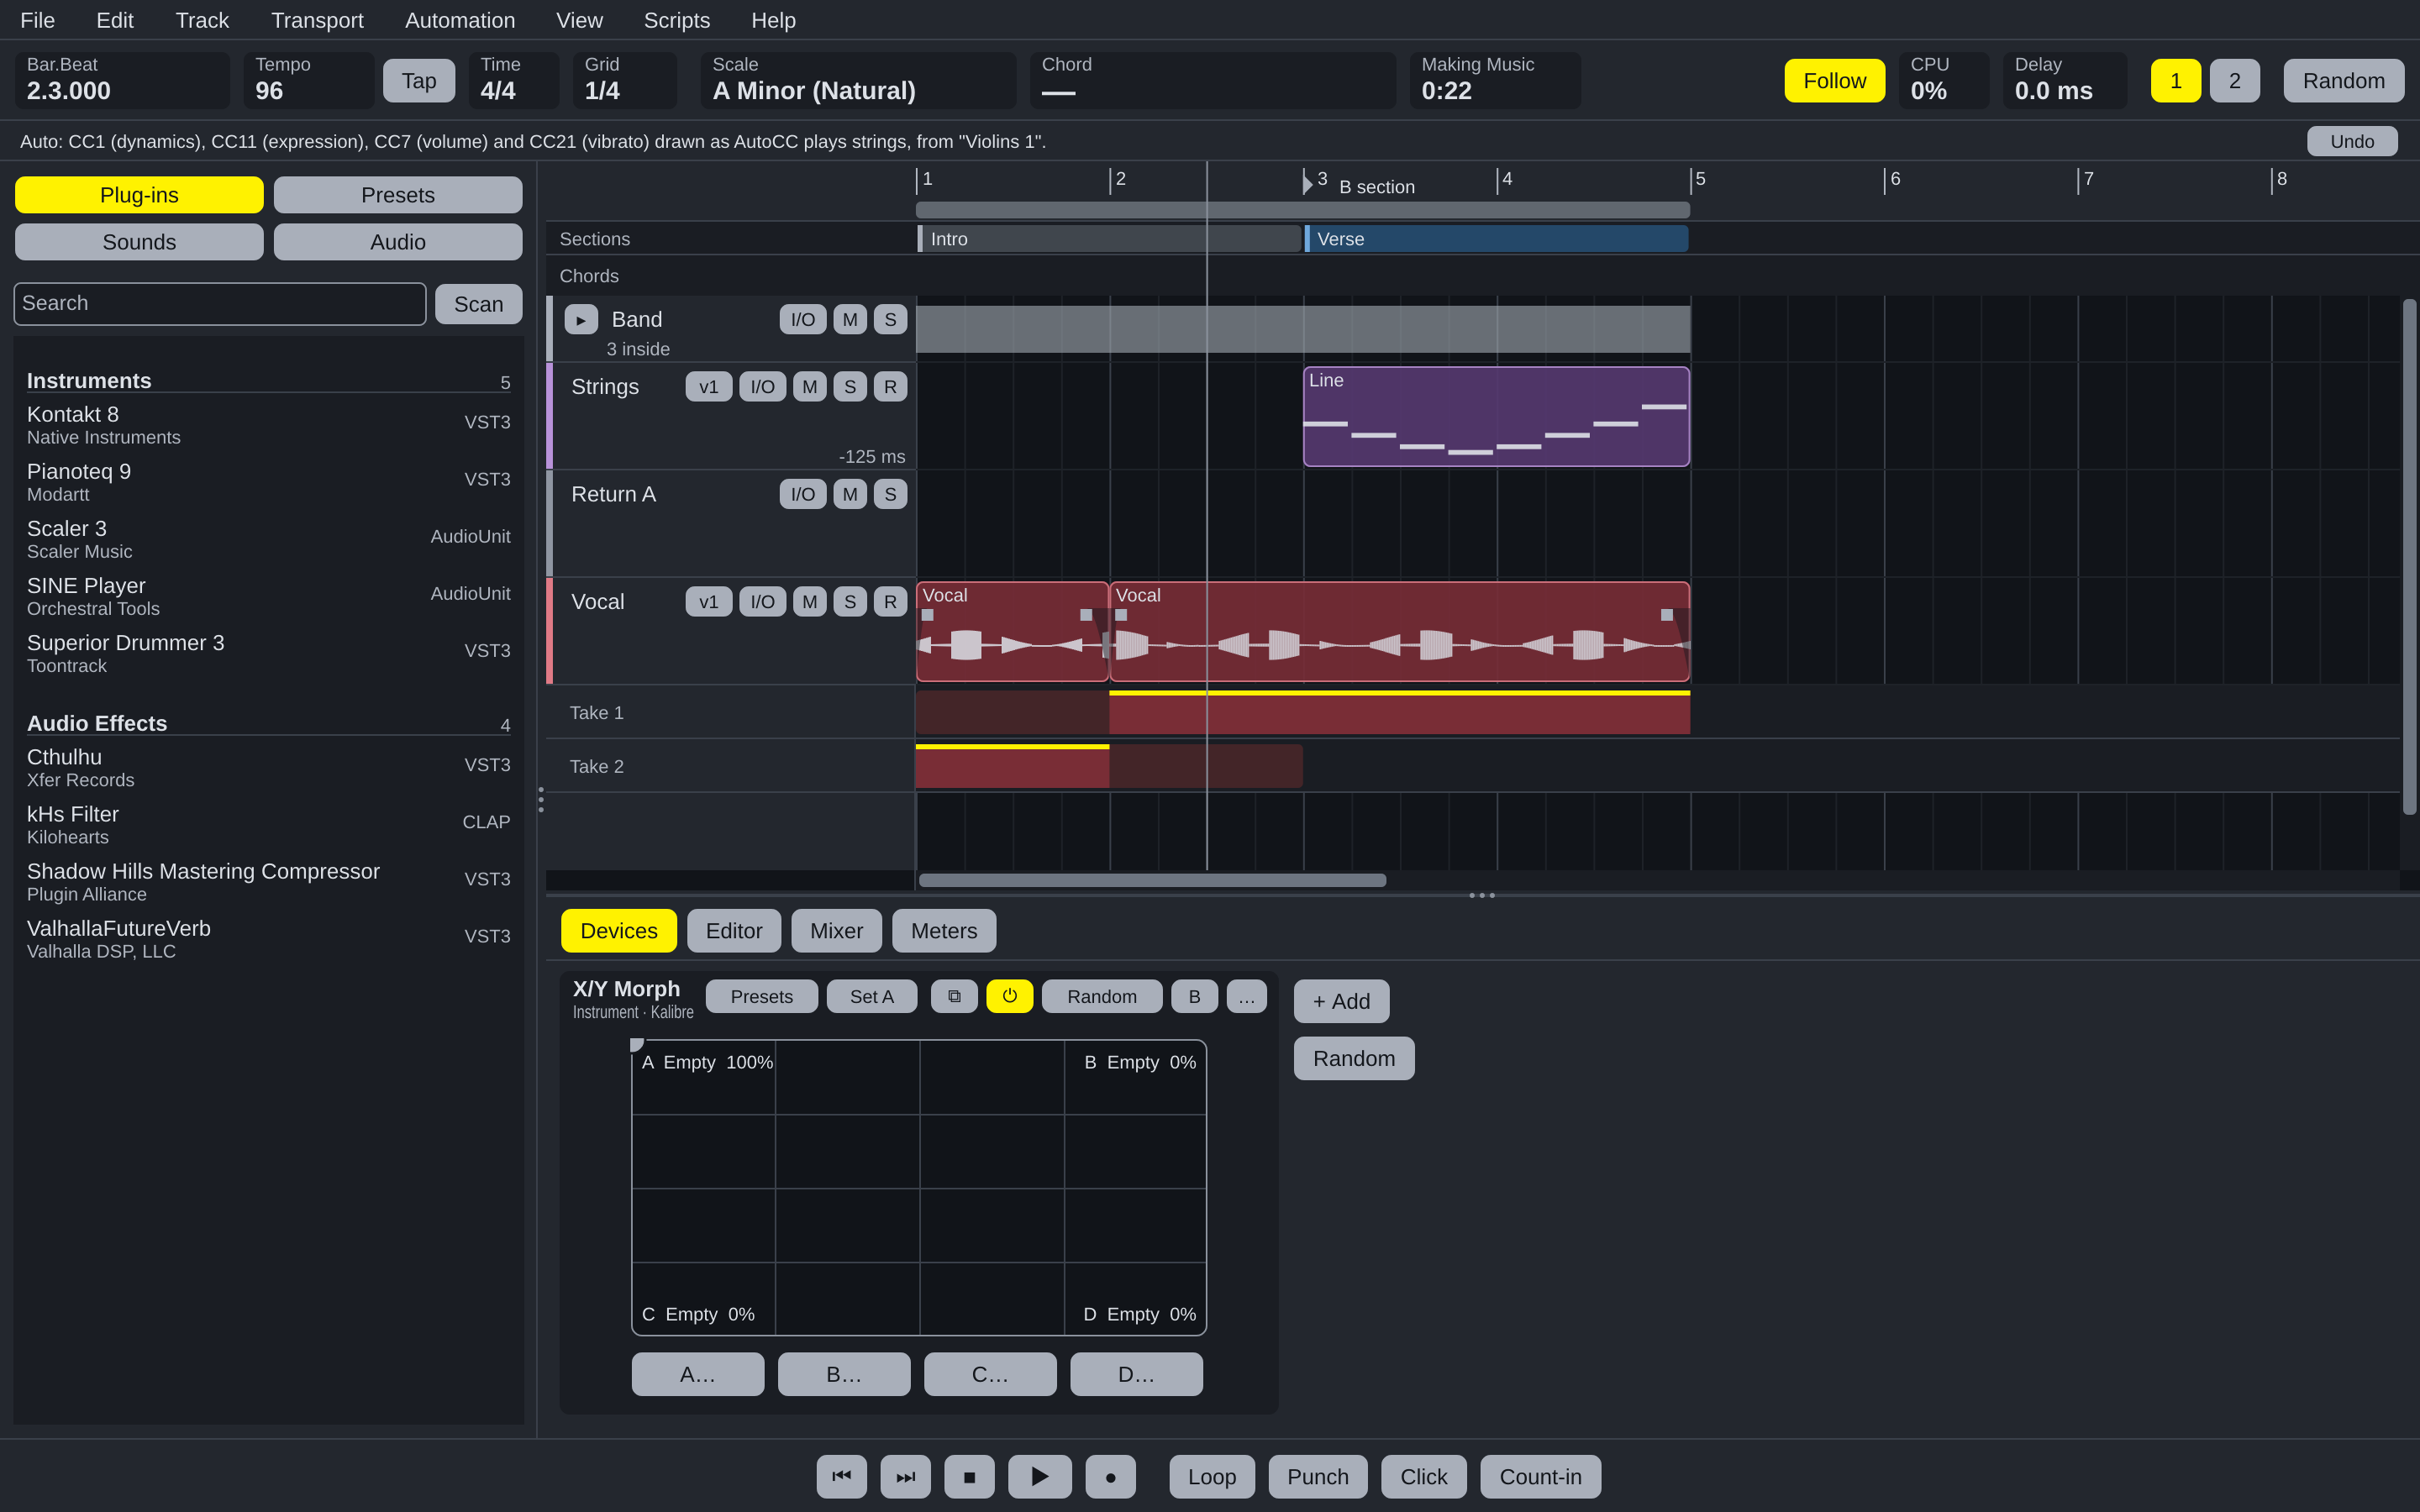 File Edit Track Transport Automation View Scripts Help
Bar.Beat Tempo Time Grid Scale Chord Making Music CPU Delay
2.3.000 96 Tap 4/4 1/4 A Minor (Natural) — 0:22 Follow 0% 0.0 ms 1 2 Random
Auto: CC1 (dynamics), CC11 (expression), CC7 (volume) and CC21 (vibrato) drawn as AutoCC plays strings, from "Violins 1". Undo
Plug-ins Presets
Sounds Audio
Search Scan
Instruments 5
Kontakt 8 VST3
Native Instruments
Pianoteq 9 VST3
Modartt
Scaler 3 AudioUnit
Scaler Music
SINE Player AudioUnit
Orchestral Tools
Superior Drummer 3 VST3
Toontrack
Audio Effects 4
Cthulhu VST3
Xfer Records
kHs Filter CLAP
Kilohearts
Shadow Hills Mastering Compressor VST3
Plugin Alliance
ValhallaFutureVerb VST3
Valhalla DSP, LLC
1 2 3 B section 4 5 6 7 8
Sections Intro Verse
Chords
Band I/O M S
3 inside
Strings v1 I/O M S R Line
-125 ms
Return A I/O M S
Vocal v1 I/O M S R Vocal Vocal
Take 1
Take 2
Devices Editor Mixer Meters
X/Y Morph Presets Set A Random B … + Add
Instrument · Kalibre
Random
A Empty 100% B Empty 0%
C Empty 0% D Empty 0%
A… B… C… D…
Loop Punch Click Count-in